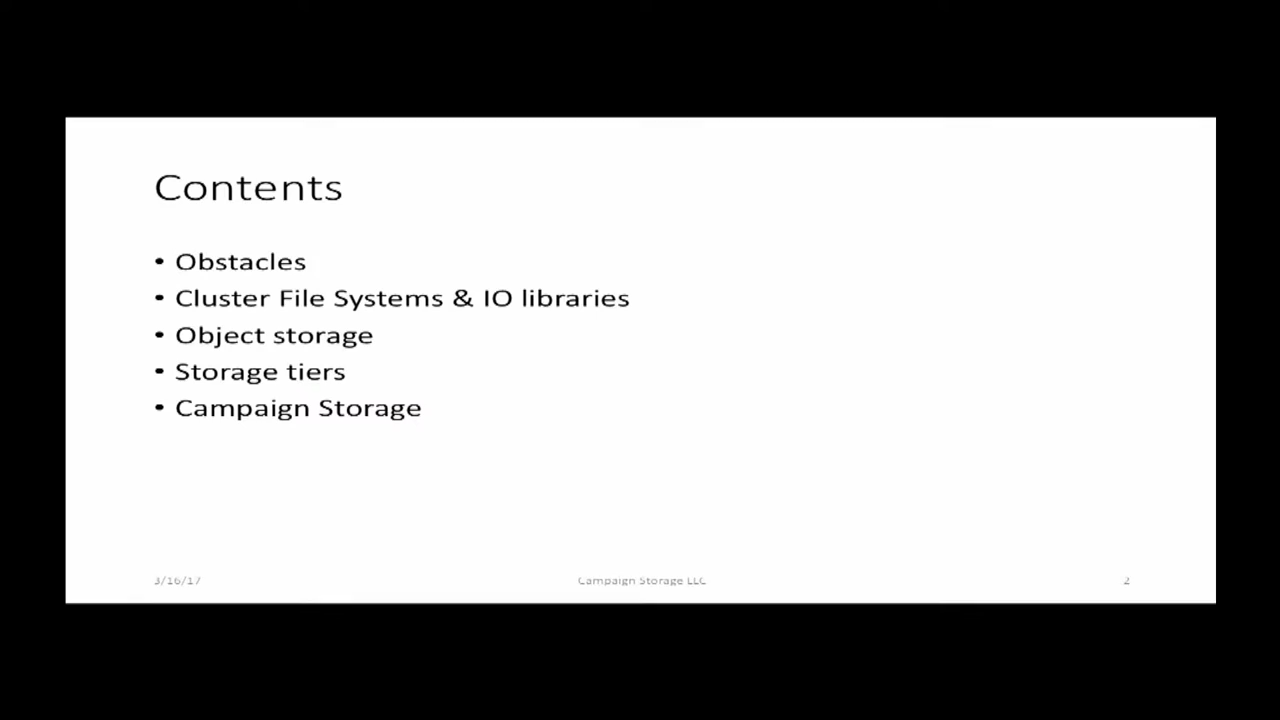 Contents
• Obstacles
• Cluster File Systems & IO libraries
• Object storage
• Storage tiers
• Campaign Storage
3/16/17
Campaign Storage LLC
2